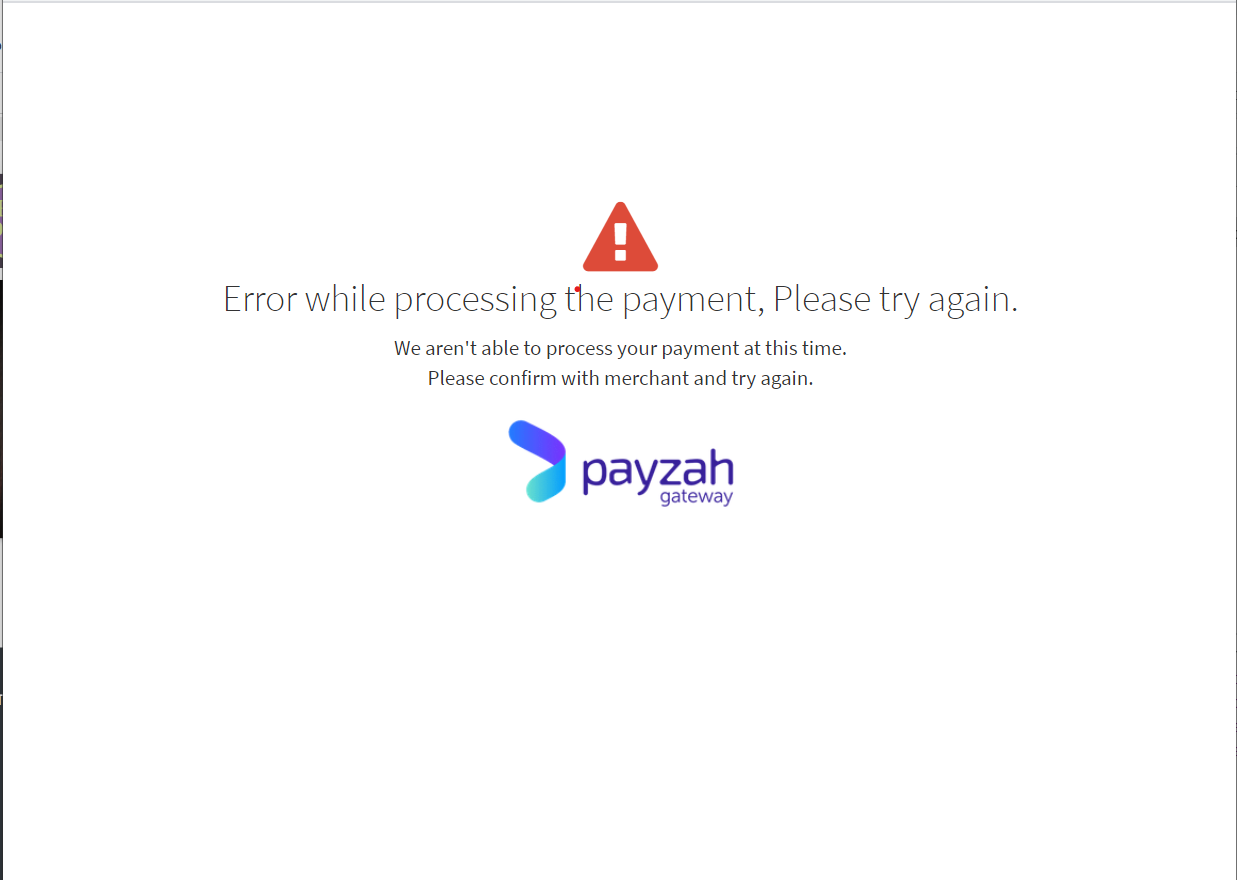 Error while processing the payment, Please try again.
We aren't able to process your payment at this time.
Please confirm with merchant and try again.
payzah
gateway